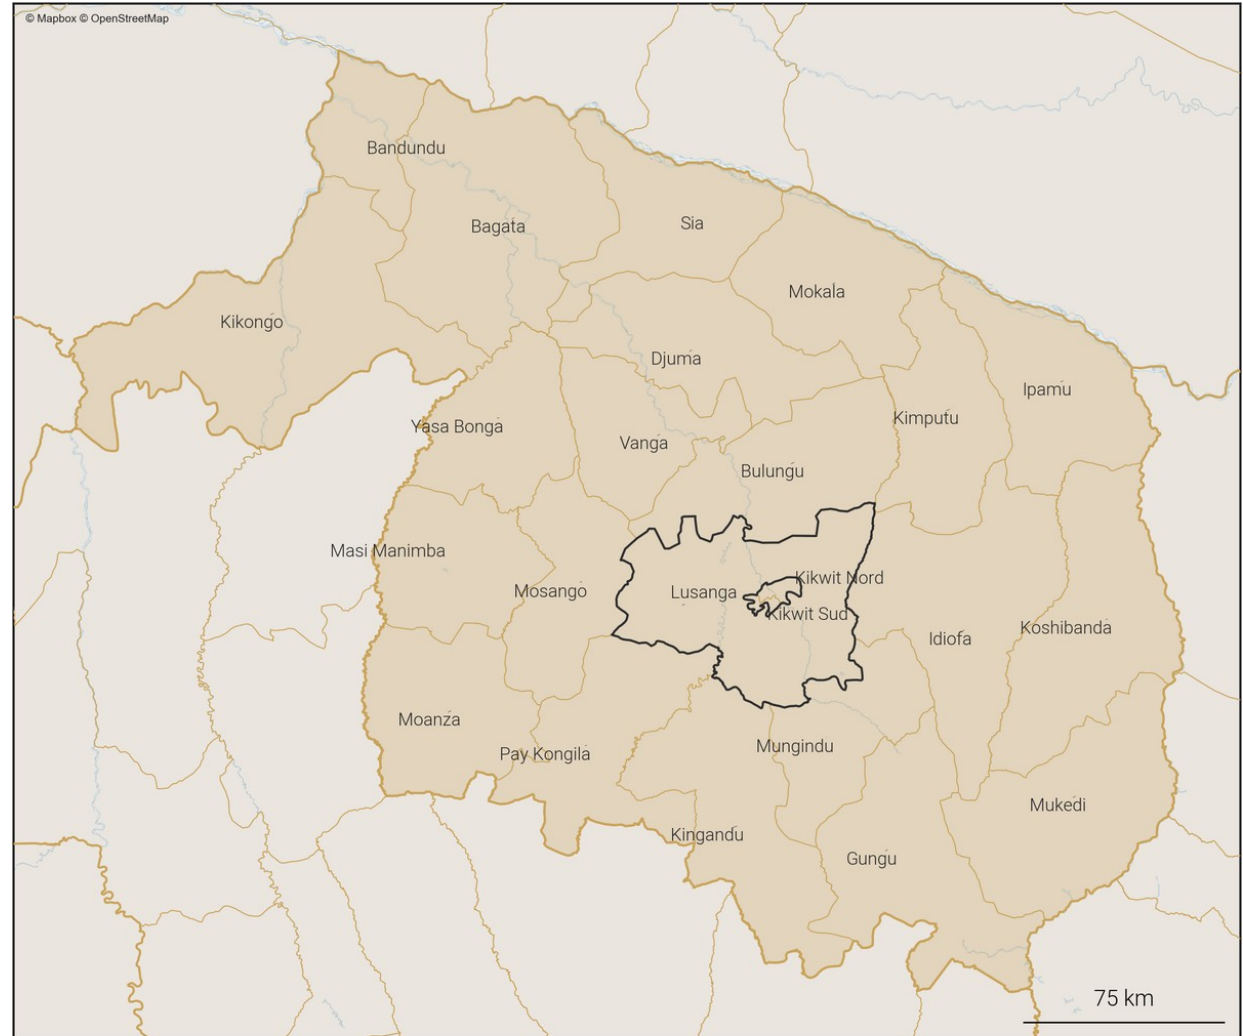 © Mapbox © OpenStreetMap
Bandundu
Bagata
Sia
Mokala
Kikongo
Djuma
Ipamu
Kimputu
Yasa Bonga
Vanga
Bulungu
Masi Manimba
Kikwit Nord
Mosango
Lusanga
Kikwit Sud
Koshibanda
Idiofa
Moanza
Mungindu
Pay Kongila
Mukedi
Kingandu
Gungu
75 km